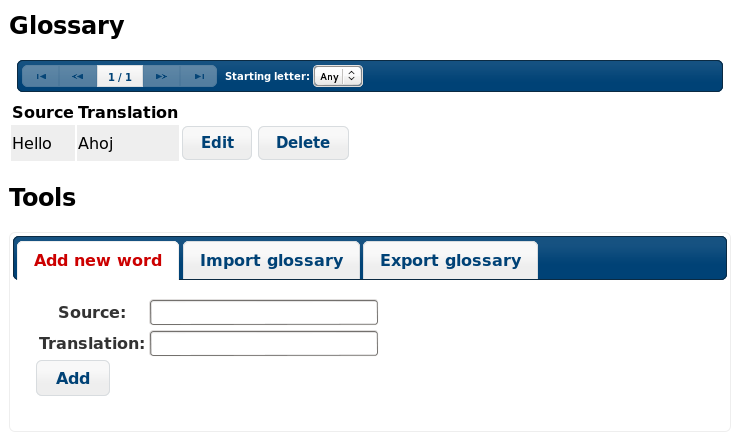 Glossary
1 / 1 Starting letter: Any
Source Translation
Hello Ahoj Edit Delete
Tools
Add new word Import glossary Export glossary
Source:
Translation:
Add